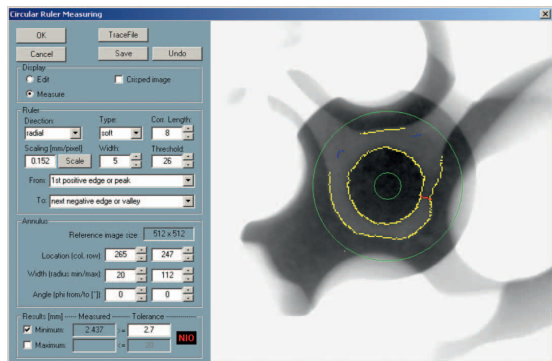 Circular Ruler Measuring
OK
TraceFile
Cancel
Save
Undo
Display
Edit
Cropped image
Measure
Ruler
Direction:
Type:
Corr. Length:
radial
soft
8
Scaling [mm/pixel]
Width:
Threshold:
0.152
Scale
5
26
From:
1st positive edge or peak
To:
next negative edge or valley
Annulus
Reference image size:
512 x 512
Location (col, row):
265
247
Width (radius min/max):
20
112
Angle (phi from/to [°]):
0
0
Results [mm]
Measured
Tolerance
Minimum:
2.437
>=
2.7
NIO
Maximum:
<=